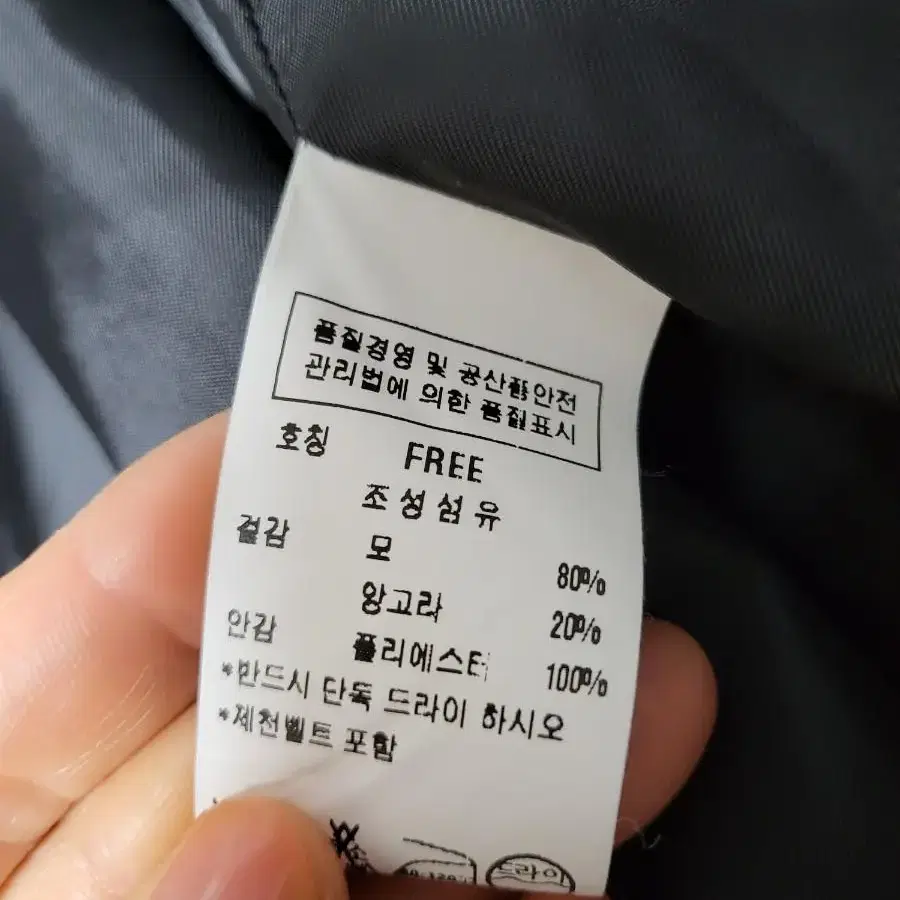 품질경영 및 공산품안전
관리법에 의한 품질표시
호칭 FREE
조성섬유
겉감 모 80%
앙고라 20%
안감 폴리에스터 100%
*반드시 단독 드라이 하시오
*제천벨트 포함
드라이